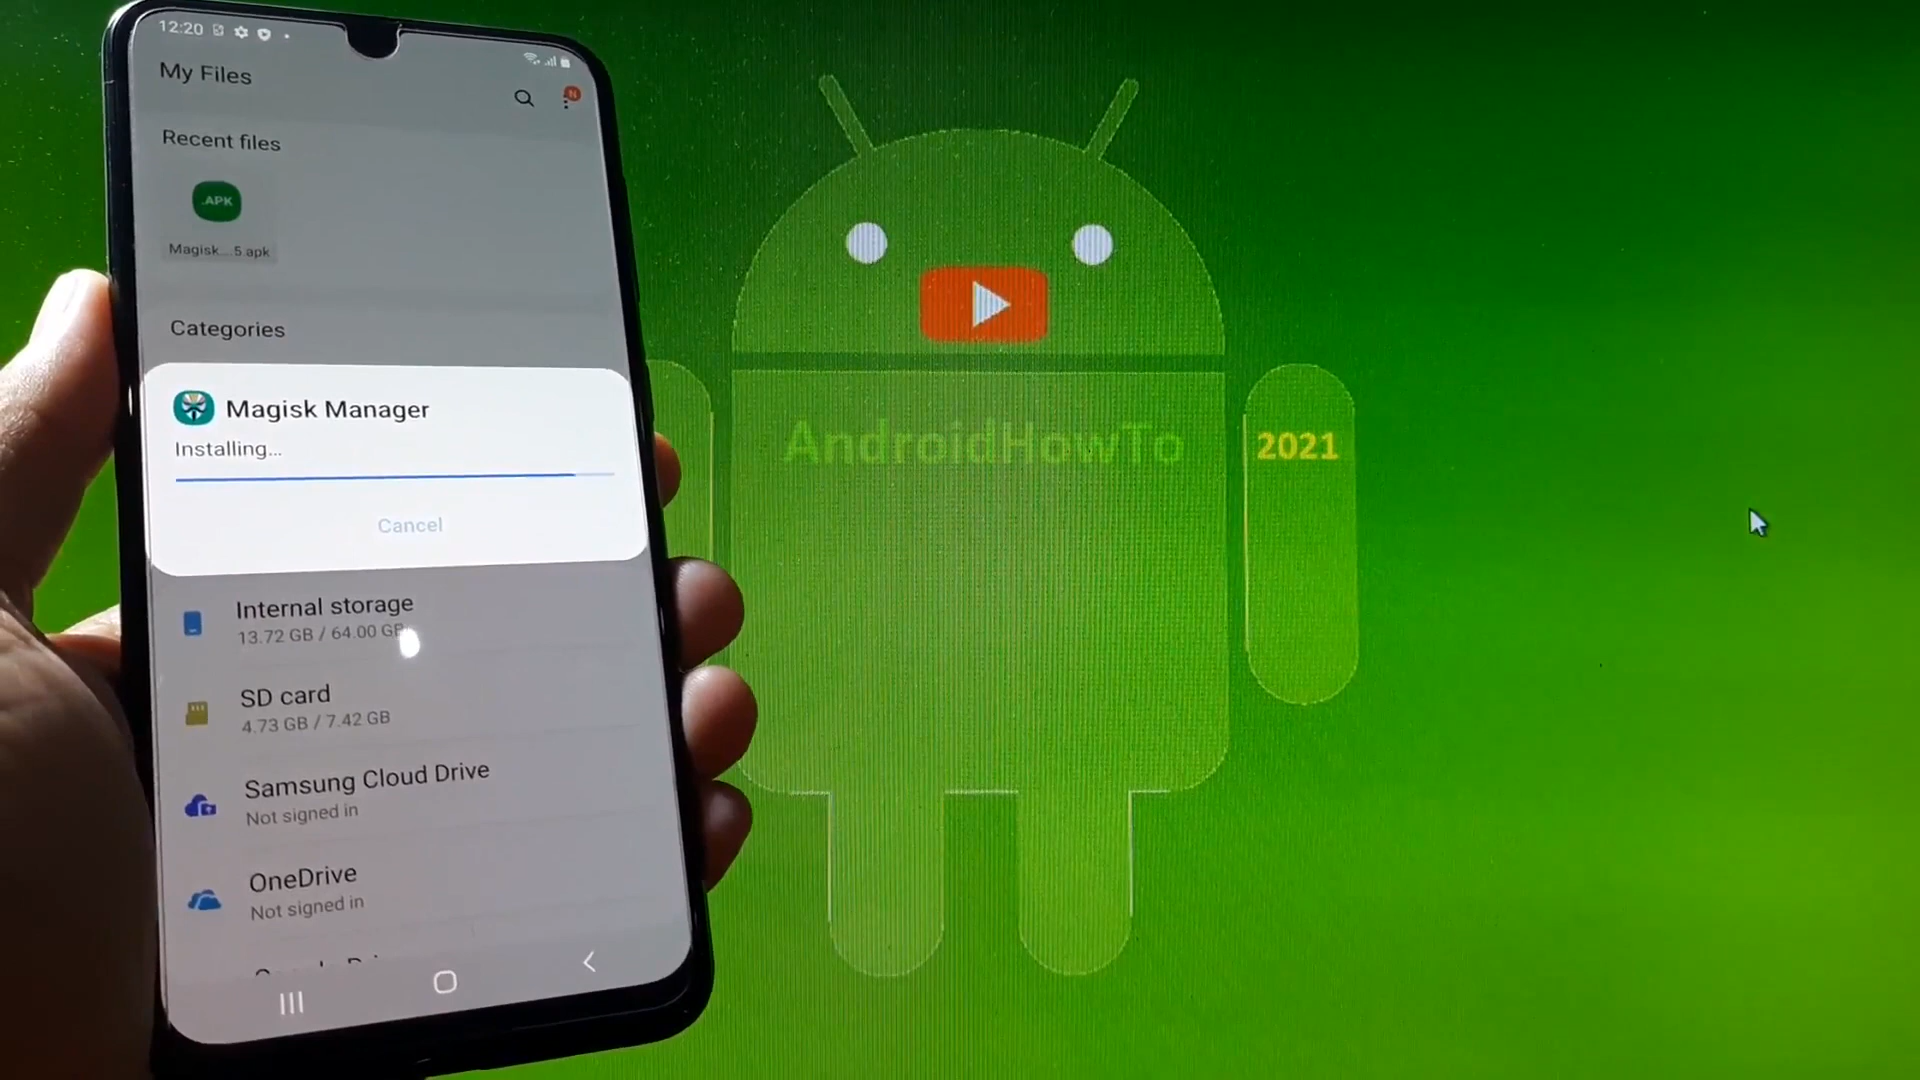 12:20
My Files
N
Recent files
.APK
Magisk...5 apk
Categories
Magisk Manager
Installing...
Cancel
Internal storage
13.72 GB / 64.00 GB
SD card
4.73 GB / 7.42 GB
Samsung Cloud Drive
Not signed in
OneDrive
Not signed in
AndroidHowTo
2021